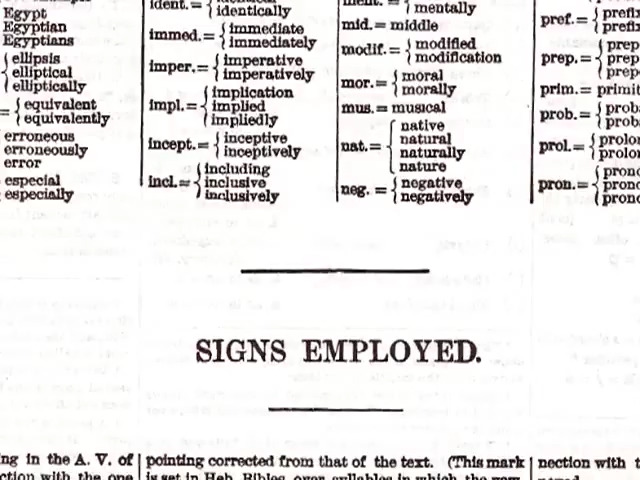 Egypt
Egyptian
Egyptians
ellipsis
elliptical
elliptically
= equivalent
equivalently
erroneous
erroneously
error
especial
especially
ident. =
identically
immed. = immediate
immediately
imper. = imperative
imperatively
impl. = implication
implied
impliedly
incept. = inceptive
inceptively
incl. = including
inclusive
inclusively
mentally
mid. = middle
modif. = modified
modification
mor. = moral
morally
mus. = musical
nat. = native
natural
naturally
nature
neg. = negative
negatively
pref. =
prep. =
prim. =
prob. =
prol. =
pron. =
SIGNS EMPLOYED.
in the A. V. of
with the one
pointing corrected from that of the text. (This mark
is set in Heb. Bibles over syllables in which the
nection with